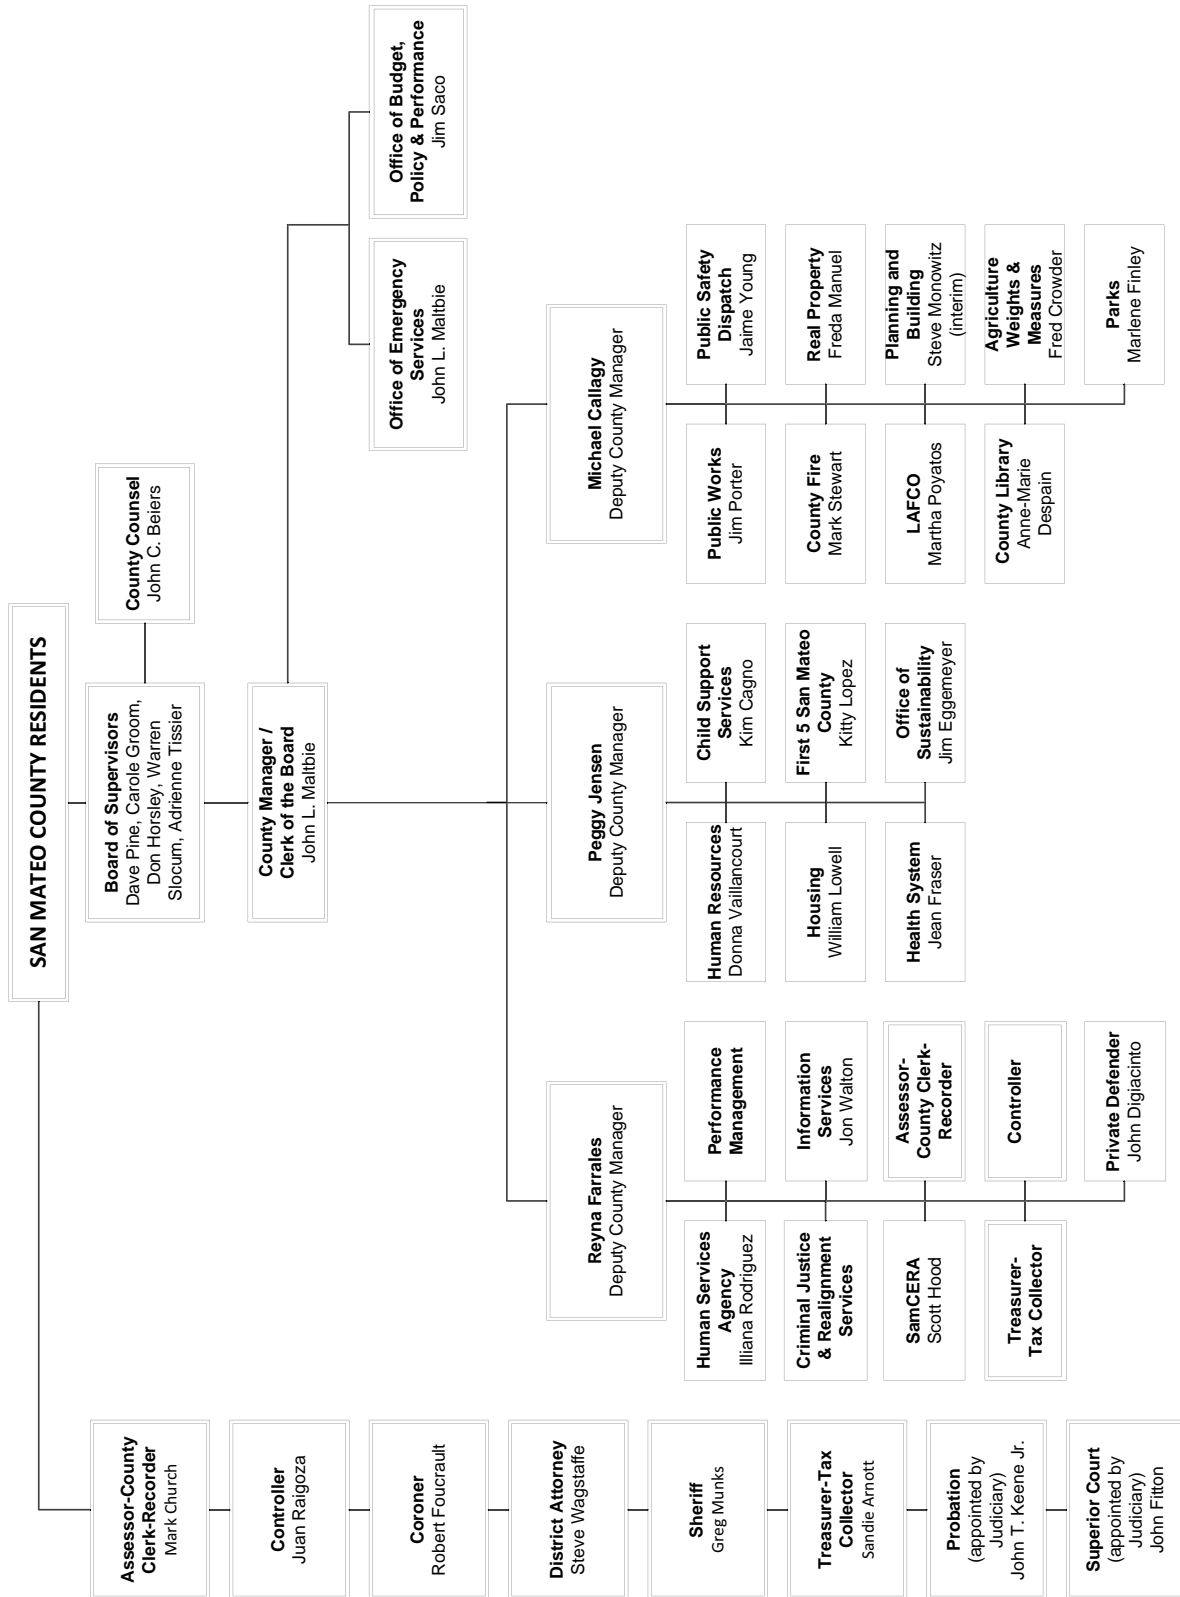 SAN MATEO COUNTY RESIDENTS
Board of Supervisors
Dave Pine, Carole Groom,
Don Horsley, Warren
Slocum, Adrienne Tissier
County Counsel
John C. Beiers
County Manager /
Clerk of the Board
John L. Maltbie
Office of Emergency
Services
John L. Maltbie
Office of Budget,
Policy & Performance
Jim Saco
Assessor-County
Clerk-Recorder
Mark Church
Controller
Juan Raigoza
Coroner
Robert Foucrault
District Attorney
Steve Wagstaffe
Sheriff
Greg Munks
Treasurer-Tax
Collector
Sandie Arnott
Probation
(appointed by
Judiciary)
John T. Keene Jr.
Superior Court
(appointed by
Judiciary)
John Fitton
Reyna Farrales
Deputy County Manager
Human Services
Agency
Illiana Rodriguez
Performance
Management
Criminal Justice
& Realignment
Services
Information
Services
Jon Walton
SamCERA
Scott Hood
Assessor-
County Clerk-
Recorder
Treasurer-
Tax Collector
Controller
Private Defender
John Digiacinto
Peggy Jensen
Deputy County Manager
Human Resources
Donna Vaillancourt
Child Support
Services
Kim Cagno
Housing
William Lowell
First 5 San Mateo
County
Kitty Lopez
Health System
Jean Fraser
Office of
Sustainability
Jim Eggemeyer
Michael Callagy
Deputy County Manager
Public Works
Jim Porter
Public Safety
Dispatch
Jaime Young
County Fire
Mark Stewart
Real Property
Freda Manuel
LAFCO
Martha Poyatos
Planning and
Building
Steve Monowitz
(interim)
County Library
Anne-Marie
Despain
Agriculture
Weights &
Measures
Fred Crowder
Parks
Marlene Finley